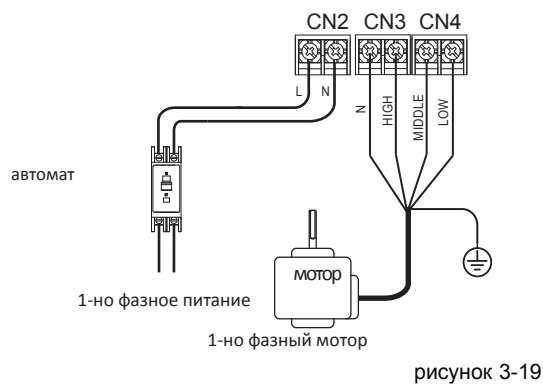 CN2 CN3 CN4
L N N HIGH MIDDLE LOW
автомат
мотор
1-но фазное питание
1-но фазный мотор
рисунок 3-19